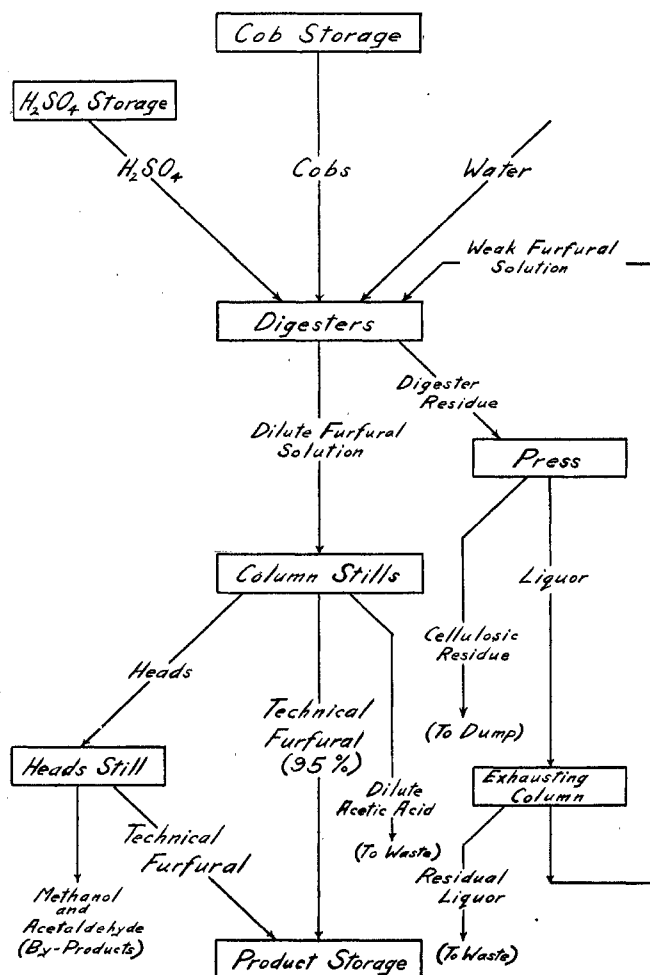 Cob Storage
H₂SO₄ Storage
H₂SO₄
Cobs
Water
Weak Furfural
Solution
Digesters
Digester
Residue
Dilute Furfural
Solution
Press
Column Stills
Liquor
Cellulosic
Residue
Heads
Technical
Furfural
(95%)
(To Dump)
Heads Still
Exhausting
Column
Dilute
Acetic Acid
(To Waste)
Technical
Furfural
Residual
Liquor
Methanol
and
Acetaldehyde
(By-Products)
Product Storage
(To Waste)